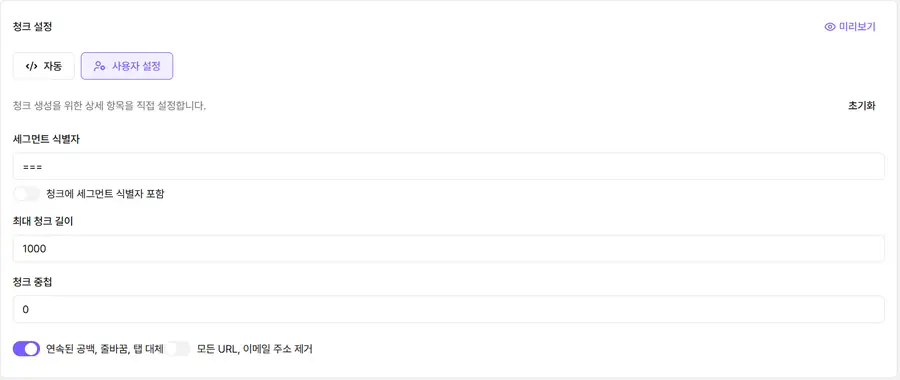 청크 설정
미리보기
</> 자동
사용자 설정
청크 생성을 위한 상세 항목을 직접 설정합니다.
초기화
세그먼트 식별자
===
청크에 세그먼트 식별자 포함
최대 청크 길이
1000
청크 중첩
0
연속된 공백, 줄바꿈, 탭 대체
모든 URL, 이메일 주소 제거